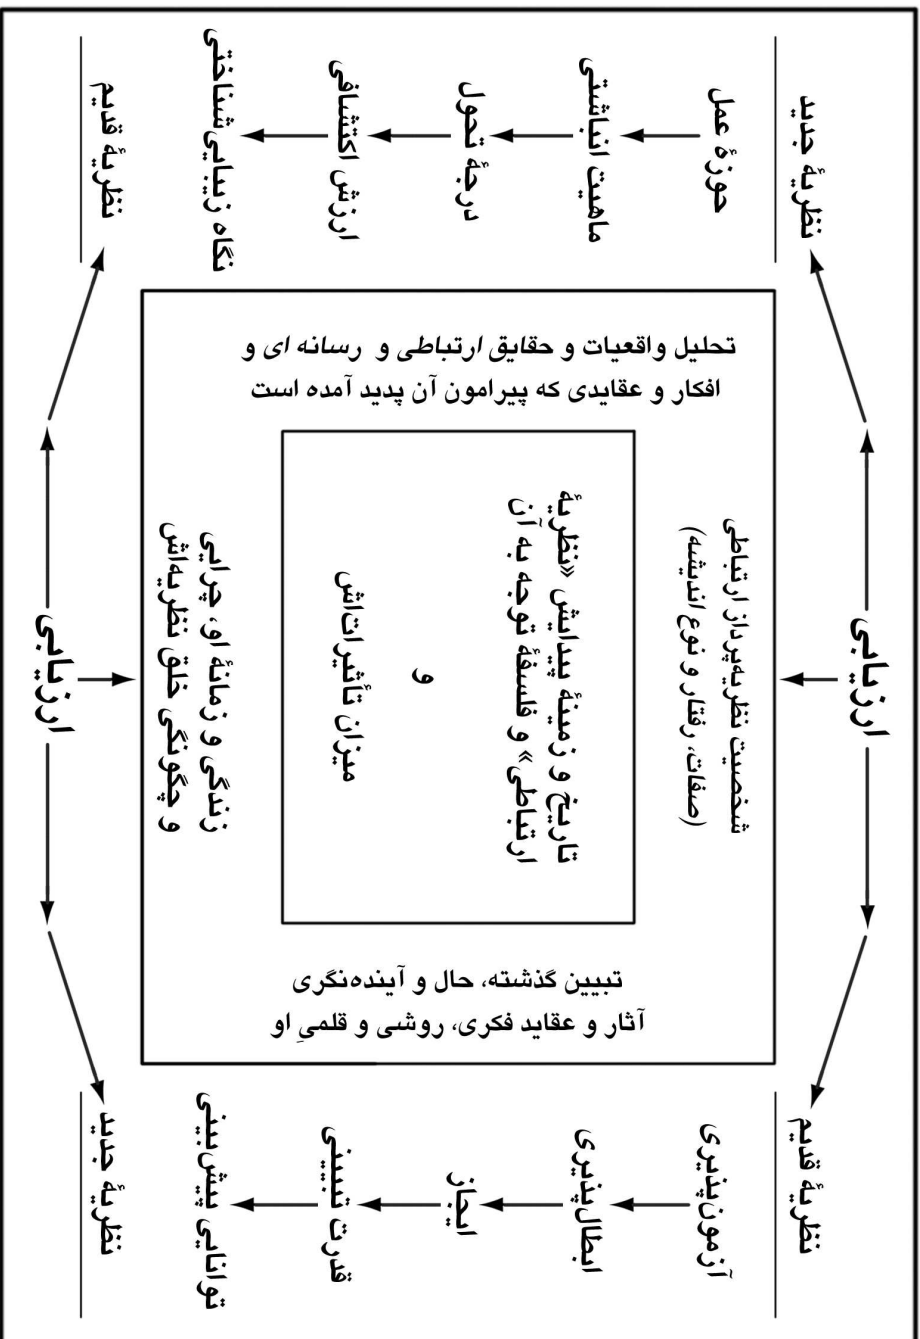 نظریهٔ جدید
حوزهٔ عمل
ماهیت انباشتی
درجهٔ تحول
ارزش اکتشافی
نگاه زیبایی‌شناختی
نظریهٔ قدیم
تحلیل واقعیات و حقایق ارتباطی و رسانه ای و
افکار و عقایدی که پیرامون آن پدید آمده است
ارزیابی
شخصیت نظریه‌پرداز ارتباطی
(صفات، رفتار و نوع اندیشه)
تاریخ و زمینهٔ پیدایش «نظریهٔ
ارتباطی» و فلسفهٔ توجه به آن
و
میزان تأثیرات‌اش
زندگی و زمانهٔ او، چرایی
و چگونگی خلق نظریه‌اش
ارزیابی
تبیین گذشته، حال و آینده‌نگری
آثار و عقاید فکری، روشی و قلمیِ او
نظریهٔ قدیم
آزمون‌پذیری
ابطال‌پذیری
ایجاز
قدرت تبیینی
توانایی پیش‌بینی
نظریهٔ جدید